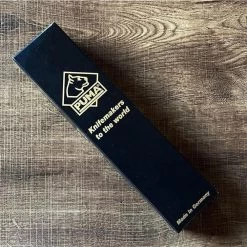 PUMA
Knifemakers
to the world
Made in Germany